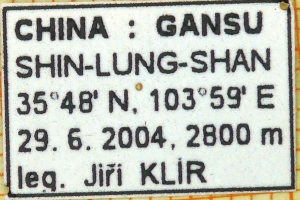 CHINA : GANSU
SHIN-LUNG-SHAN
35°48' N, 103°59' E
29. 6. 2004, 2800 m
leg. Jiří KLÍR